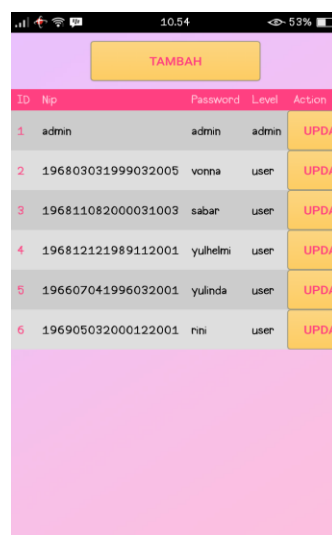 10.54 53%
TAMBAH
ID Nip Password Level Action
1 admin admin admin UPDA
2 196803031999032005 vonna user UPDA
3 196811082000031003 sabar user UPDA
4 196812121989112001 yulhelmi user UPDA
5 196607041996032001 yulinda user UPDA
6 196905032000122001 rini user UPDA